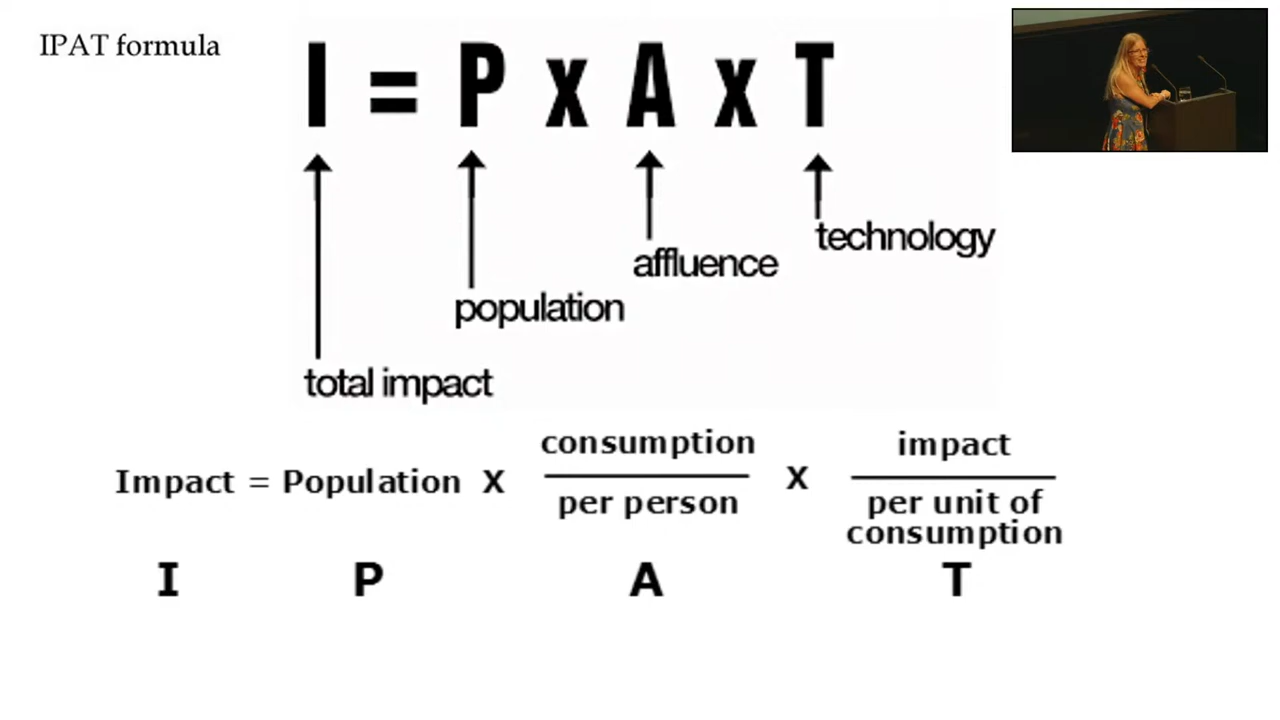 IPAT formula
I = P x A x T
technology
affluence
population
total impact
Impact = Population x consumption / per person x impact / per unit of consumption
I P A T